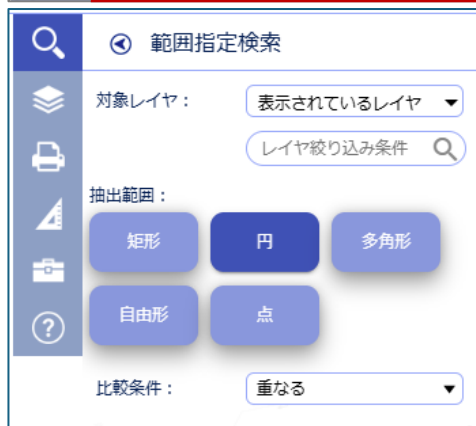 範囲指定検索
対象レイヤ： 表示されているレイヤ
レイヤ絞り込み条件
抽出範囲：
矩形 円 多角形
自由形 点
比較条件： 重なる